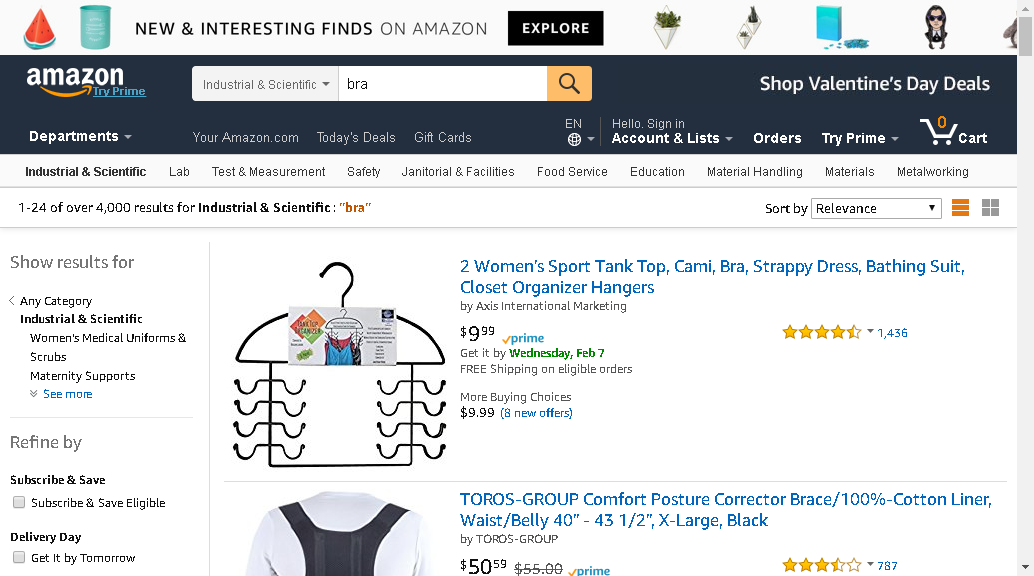 NEW & INTERESTING FINDS ON AMAZON EXPLORE
amazon
Try Prime
Industrial & Scientific
bra
Shop Valentine's Day Deals
Departments
Your Amazon.com
Today's Deals
Gift Cards
EN
Hello. Sign in
Account & Lists
Orders
Try Prime
0
Cart
Industrial & Scientific Lab Test & Measurement Safety Janitorial & Facilities Food Service Education Material Handling Materials Metalworking
1-24 of over 4,000 results for Industrial & Scientific : "bra"
Sort by Relevance
Show results for
Any Category
Industrial & Scientific
Women's Medical Uniforms &
Scrubs
Maternity Supports
See more
Refine by
Subscribe & Save
Subscribe & Save Eligible
Delivery Day
Get It by Tomorrow
TANK TOP
ORGANIZER
2 Women's Sport Tank Top, Cami, Bra, Strappy Dress, Bathing Suit,
Closet Organizer Hangers
by Axis International Marketing
$9 99 prime
1,436
Get it by Wednesday, Feb 7
FREE Shipping on eligible orders
More Buying Choices
$9.99 (8 new offers)
TOROS-GROUP Comfort Posture Corrector Brace/100%-Cotton Liner,
Waist/Belly 40" - 43 1/2", X-Large, Black
by TOROS-GROUP
$50 59 $55.00 prime
787